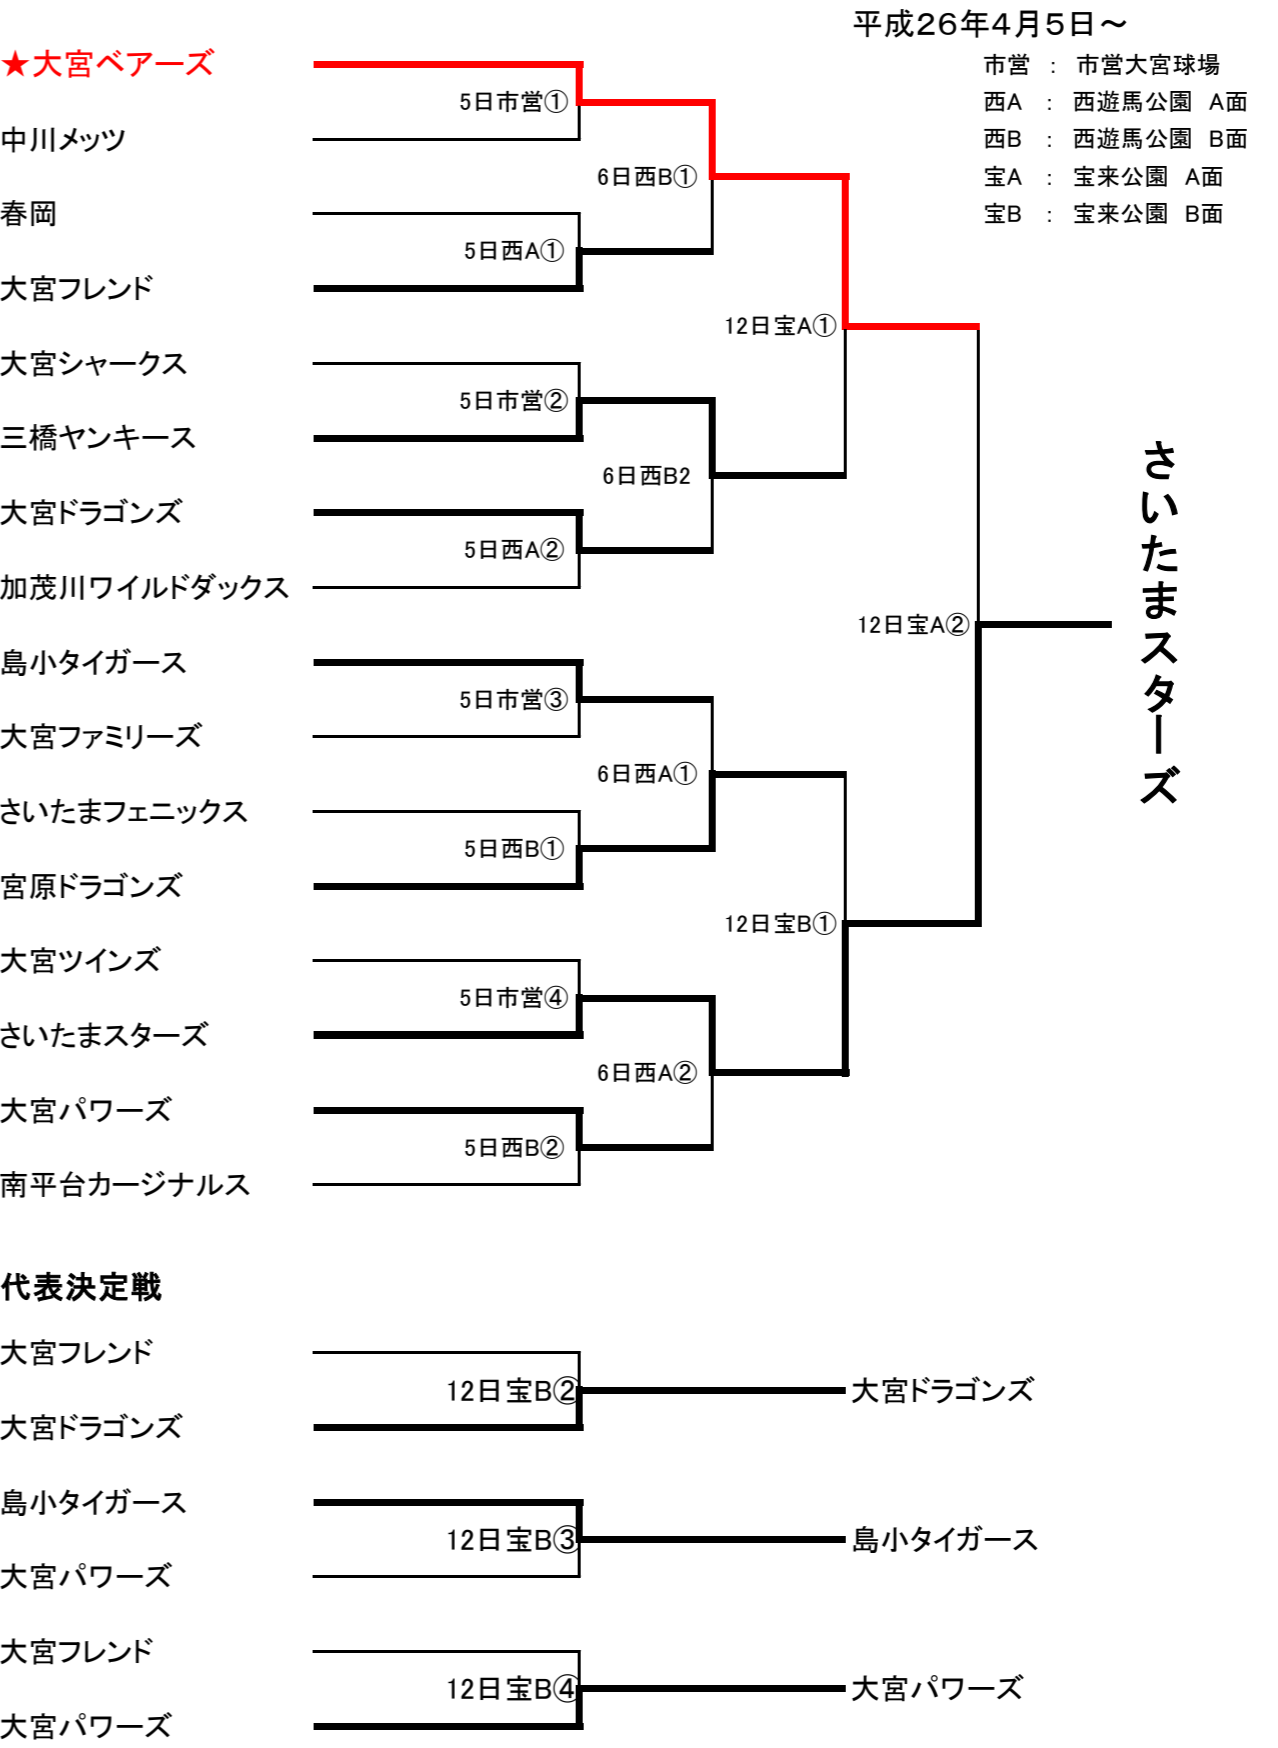 平成26年4月5日～
市営 ： 市営大宮球場
西A ： 西遊馬公園 A面
西B ： 西遊馬公園 B面
宝A ： 宝来公園 A面
宝B ： 宝来公園 B面
★大宮ベアーズ
5日市営①
中川メッツ
6日西B①
春岡
5日西A①
大宮フレンド
12日宝A①
大宮シャークス
5日市営②
三橋ヤンキース
6日西B2
大宮ドラゴンズ
5日西A②
加茂川ワイルドダックス
12日宝A②
さいたまスターズ
島小タイガース
5日市営③
大宮ファミリーズ
6日西A①
さいたまフェニックス
5日西B①
宮原ドラゴンズ
12日宝B①
大宮ツインズ
5日市営④
さいたまスターズ
6日西A②
大宮パワーズ
5日西B②
南平台カージナルス
代表決定戦
大宮フレンド
12日宝B②
大宮ドラゴンズ
大宮ドラゴンズ
島小タイガース
12日宝B③
島小タイガース
大宮パワーズ
大宮フレンド
12日宝B④
大宮パワーズ
大宮パワーズ